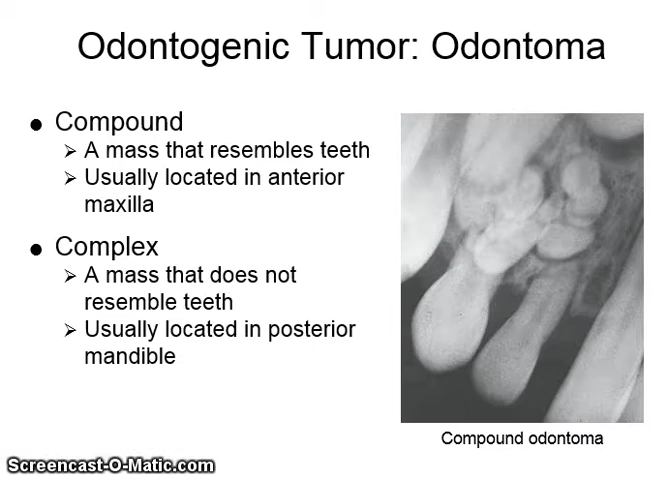 Odontogenic Tumor: Odontoma
● Compound
➢ A mass that resembles teeth
➢ Usually located in anterior
maxilla
● Complex
➢ A mass that does not
resemble teeth
➢ Usually located in posterior
mandible
Compound odontoma
Screencast-O-Matic.com